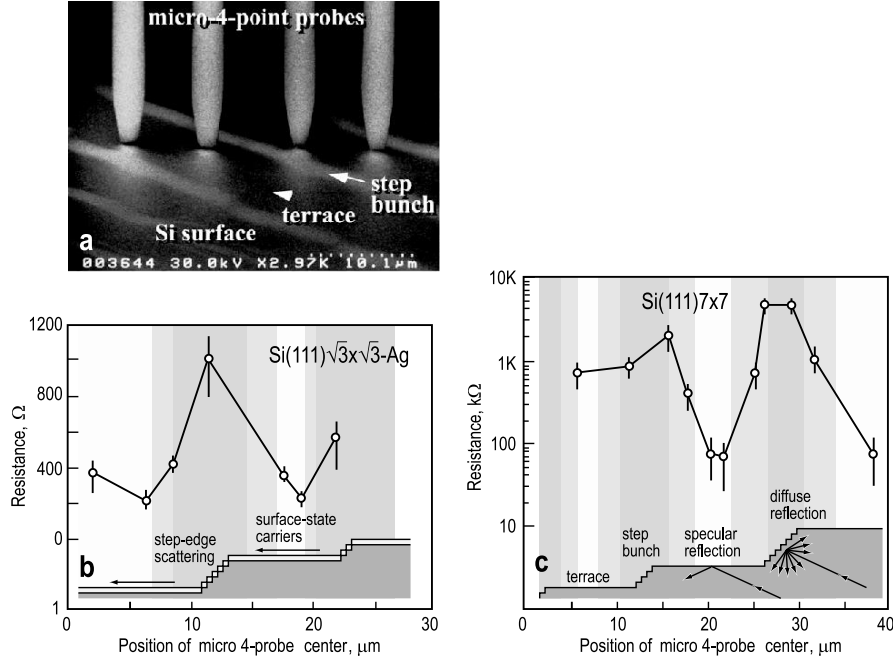 micro-4-point probes
step
bunch
terrace
Si surface
a
003644 30.0kV X2.97K 10.1μm
1200
800
400
0
1
Resistance, Ω
Si(111)√3x√3-Ag
step-edge
scattering
surface-state
carriers
b
0 10 20 30
Position of micro 4-probe center, μm
10K
1K
100
10
Resistance, kΩ
Si(111)7x7
diffuse
reflection
step
bunch
specular
reflection
terrace
c
0 10 20 30 40
Position of micro 4-probe center, μm